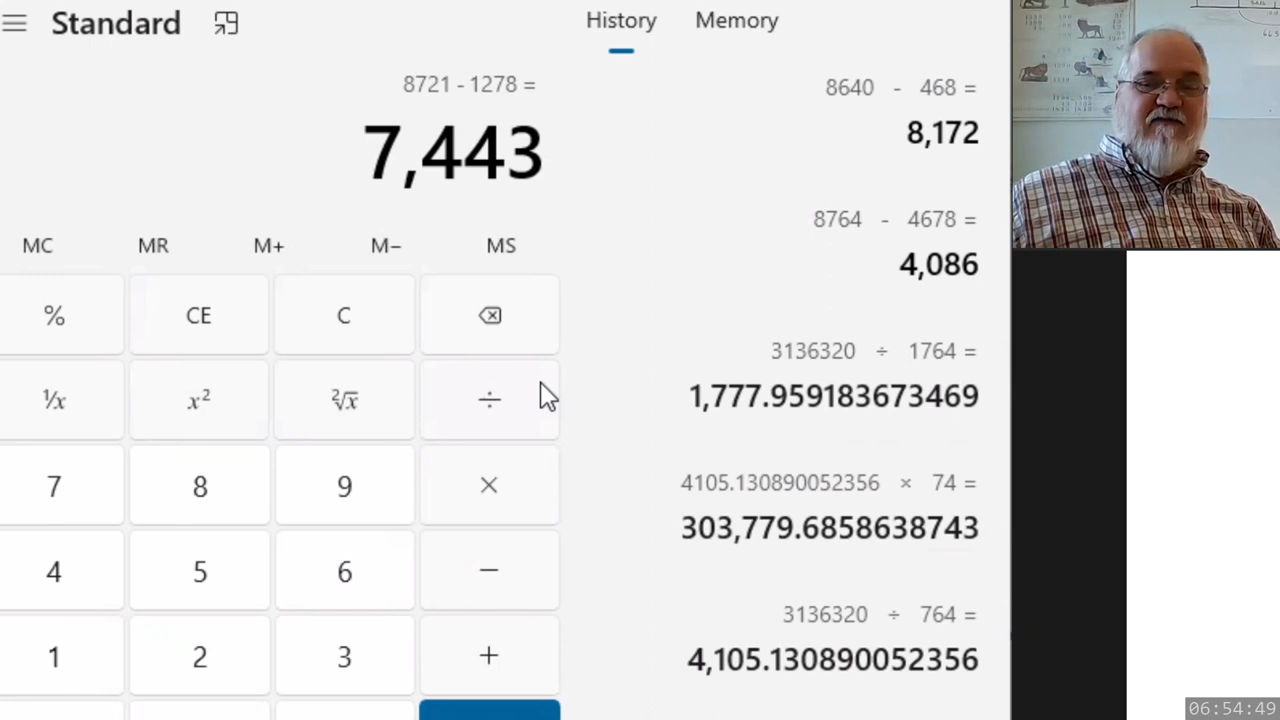 Standard
History Memory
8721 - 1278 =
7,443
MC MR M+ M− MS
% CE C
¹/x x² ²√x ÷
7 8 9 ×
4 5 6 −
1 2 3 +
8640 - 468 =
8,172
8764 - 4678 =
4,086
3136320 ÷ 1764 =
1,777.959183673469
4105.130890052356 × 74 =
303,779.6858638743
3136320 ÷ 764 =
4,105.130890052356
06:54:49